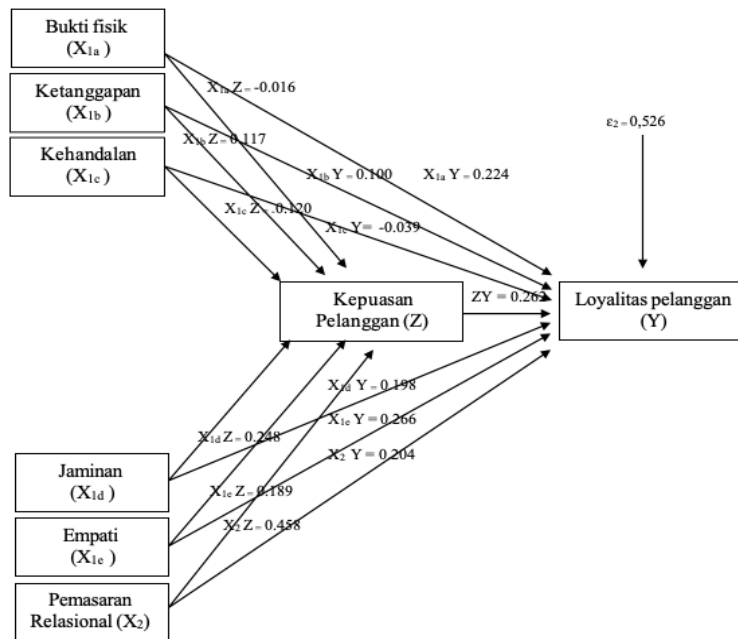 Bukti fisik
(X1a )
Ketanggapan
(X1b)
Kehandalan
(X1c)
X1a Z = -0.016
X1b Z = 0.117
X1b Y = 0.100
X1a Y = 0.224
ε2 = 0,526
X1c Z = .0.120
X1c Y= -0.039
Kepuasan
Pelanggan (Z)
ZY = 0.262
Loyalitas pelanggan
(Y)
X1d Y = 0.198
X1e Y = 0.266
X2 Y = 0.204
X1d Z = 0.248
X1e Z = 0.189
X2 Z = 0.458
Jaminan
(X1d )
Empati
(X1e )
Pemasaran
Relasional (X2)